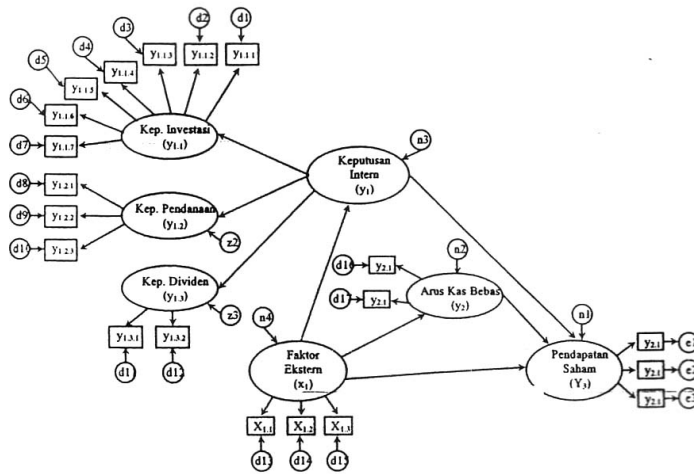 d3
d2
d1
d4
y1.1.3
y1.1.2
y1.1.1
d5
y1.1.4
y1.1.5
d6
y1.1.6
d7
y1.1.7
Kep. Investasi
(y1.1)
n3
Keputusan
Intern
(y1)
d8
y1.2.1
d9
y1.2.2
y1.2.3
Kep. Pendanaan
(y1.2)
z2
n2
d16
y2.1
d17
y2.1
Arus Kas Bebas
(y2)
Kep. Dividen
(y1.3)
z3
n4
n1
y1.3.1
y1.3.2
d1
d12
Faktor
Ekstern
(x1)
Pendapatan
Saham
(Y3)
y2.1
y2.1
y2.1
X1.1
X1.2
X1.3
d13
d14
d15